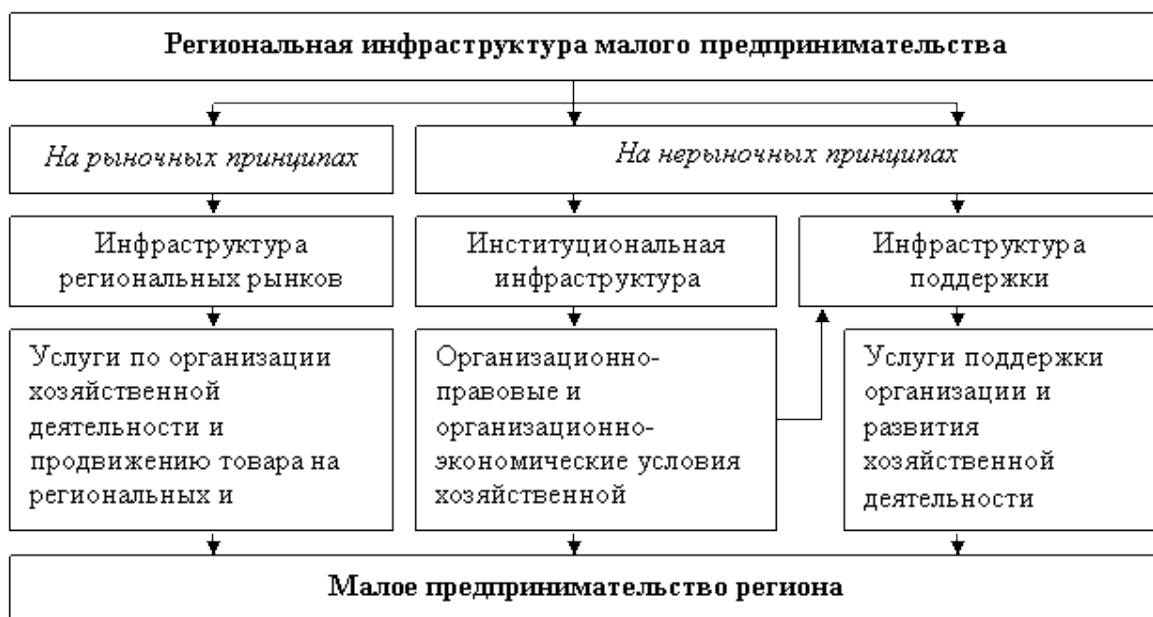 Региональная инфраструктура малого предпринимательства
На рыночных принципах
На нерыночных принципах
Инфраструктура
региональных рынков
Институциональная
инфраструктура
Инфраструктура
поддержки
Услуги по организации
хозяйственной
деятельности и
продвижению товара на
региональных и
Организационно-
правовые и
организационно-
экономические условия
хозяйственной
Услуги поддержки
организации и
развития
хозяйственной
деятельности
Малое предпринимательство региона